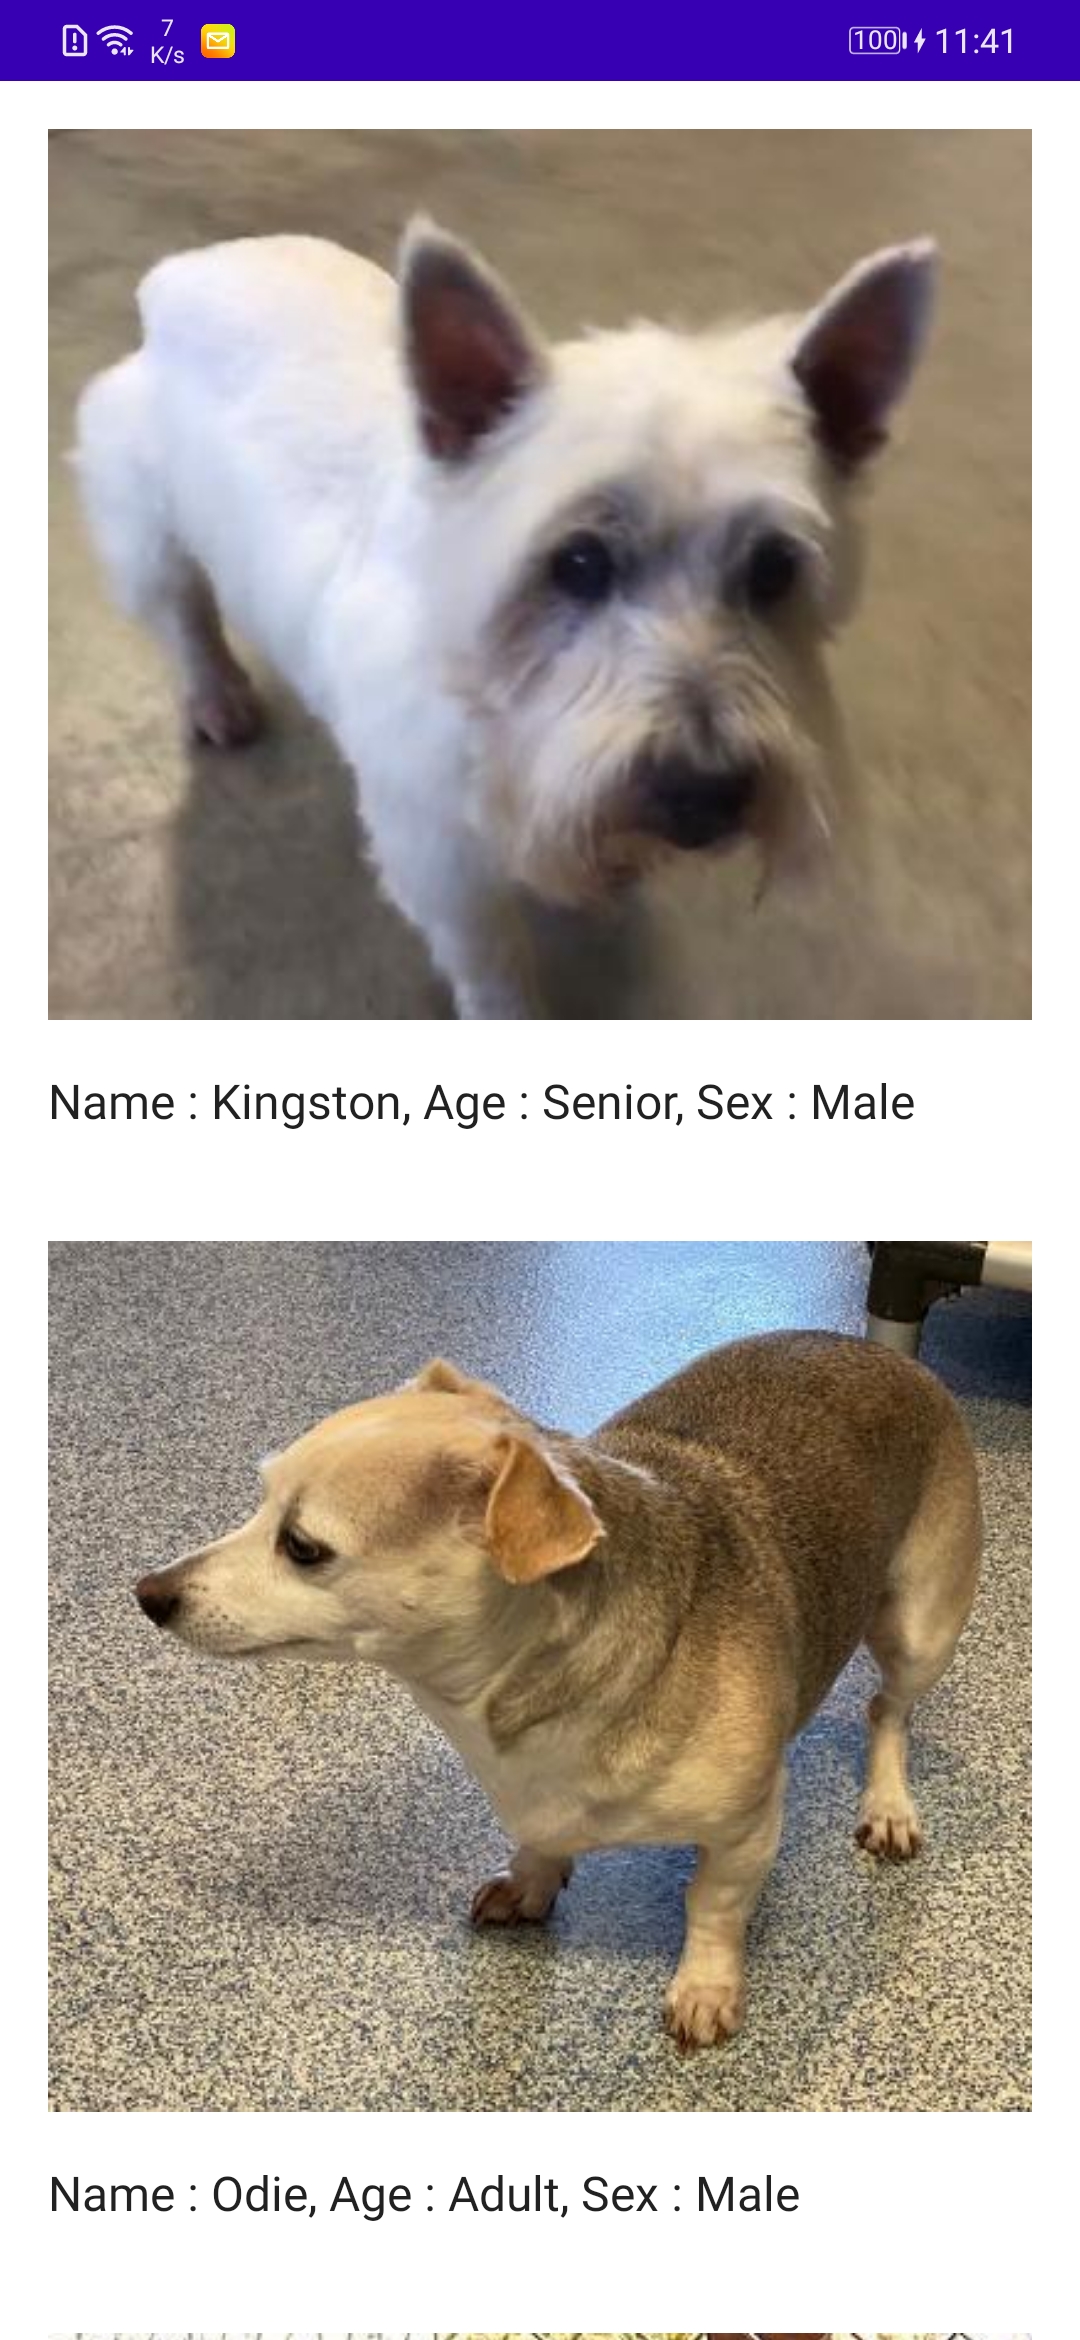 7
K/s
100
11:41
Name : Kingston, Age : Senior, Sex : Male
Name : Odie, Age : Adult, Sex : Male